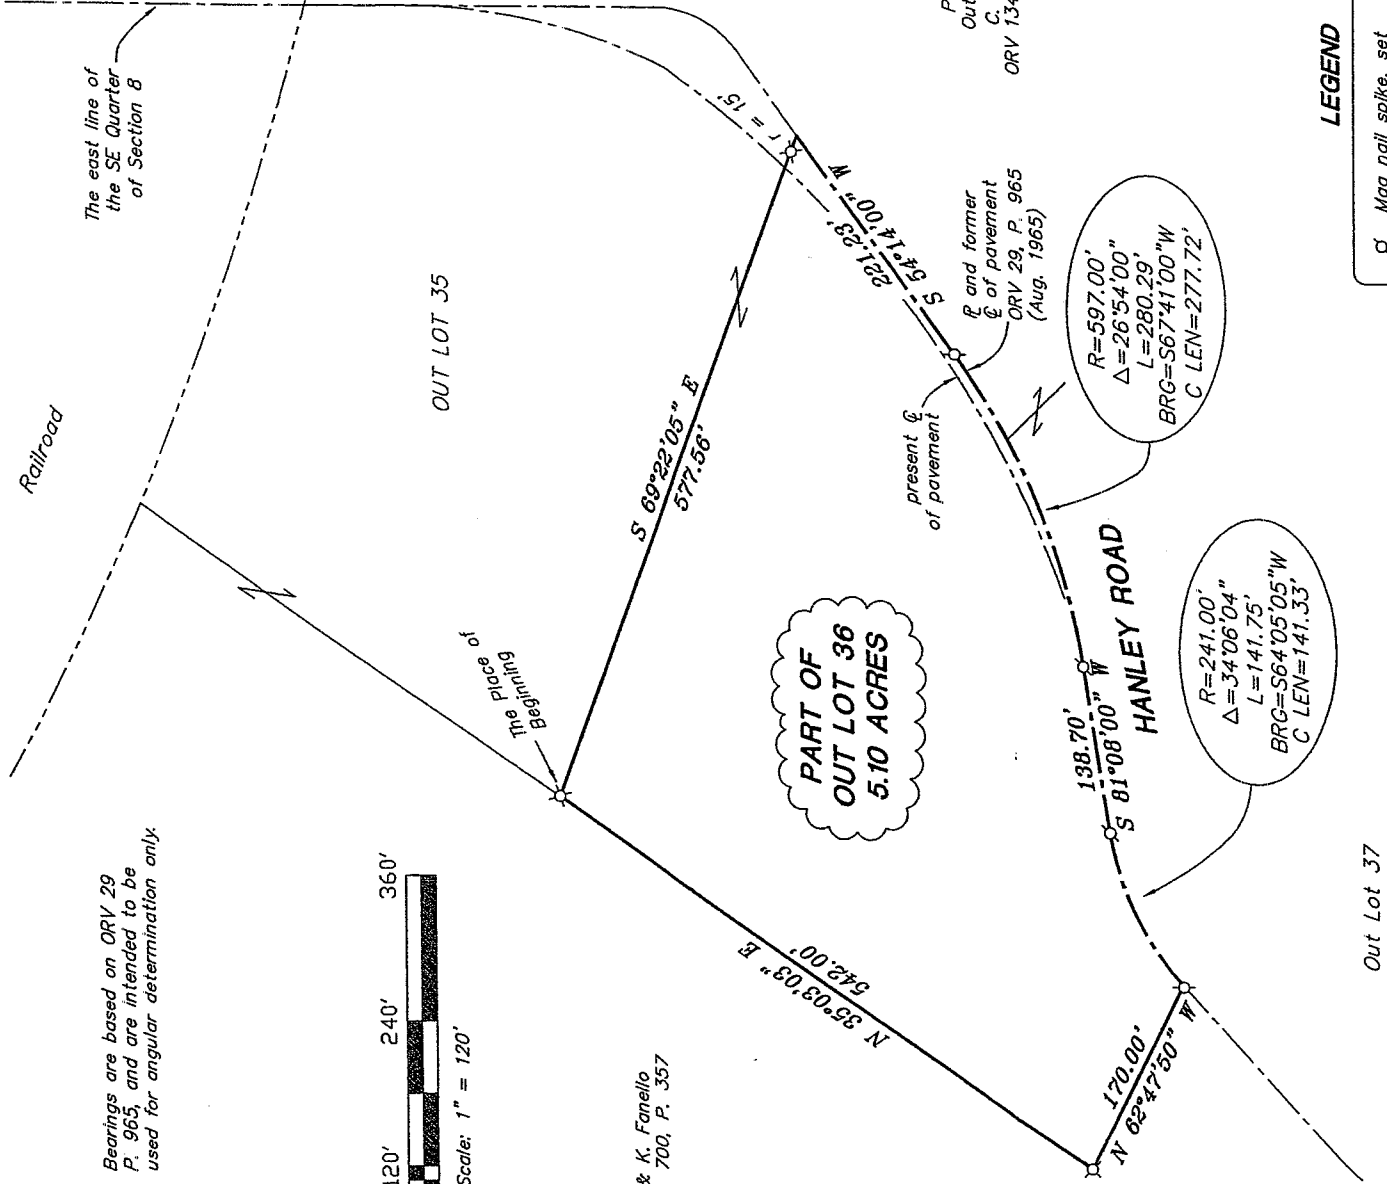 Railroad
The east line of
the SE Quarter
of Section 8
OUT LOT 35
r = 15'
P
Out
C.
ORV 134
LEGEND
Mag nail spike, set
S 69°22'05" E
577.56'
221.23'
S 54°14'00" W
PL and former
CL of pavement
ORV 29, P. 965
(Aug. 1965)
present CL
of pavement
R=597.00'
Δ=26°54'00"
L=280.29'
BRG=S67°41'00"W
C LEN=277.72'
The Place of
Beginning
PART OF
OUT LOT 36
5.10 ACRES
138.70'
S 81°08'00" W
HANLEY ROAD
R=241.00'
Δ=34°06'04"
L=141.75'
BRG=S64°05'05"W
C LEN=141.33'
Bearings are based on ORV 29
P. 965, and are intended to be
used for angular determination only.
120'
240'
360'
Scale: 1" = 120'
& K. Fanello
700, P. 357
N 35°03'03" E
542.00'
170.00'
N 62°47'50" W
Out Lot 37